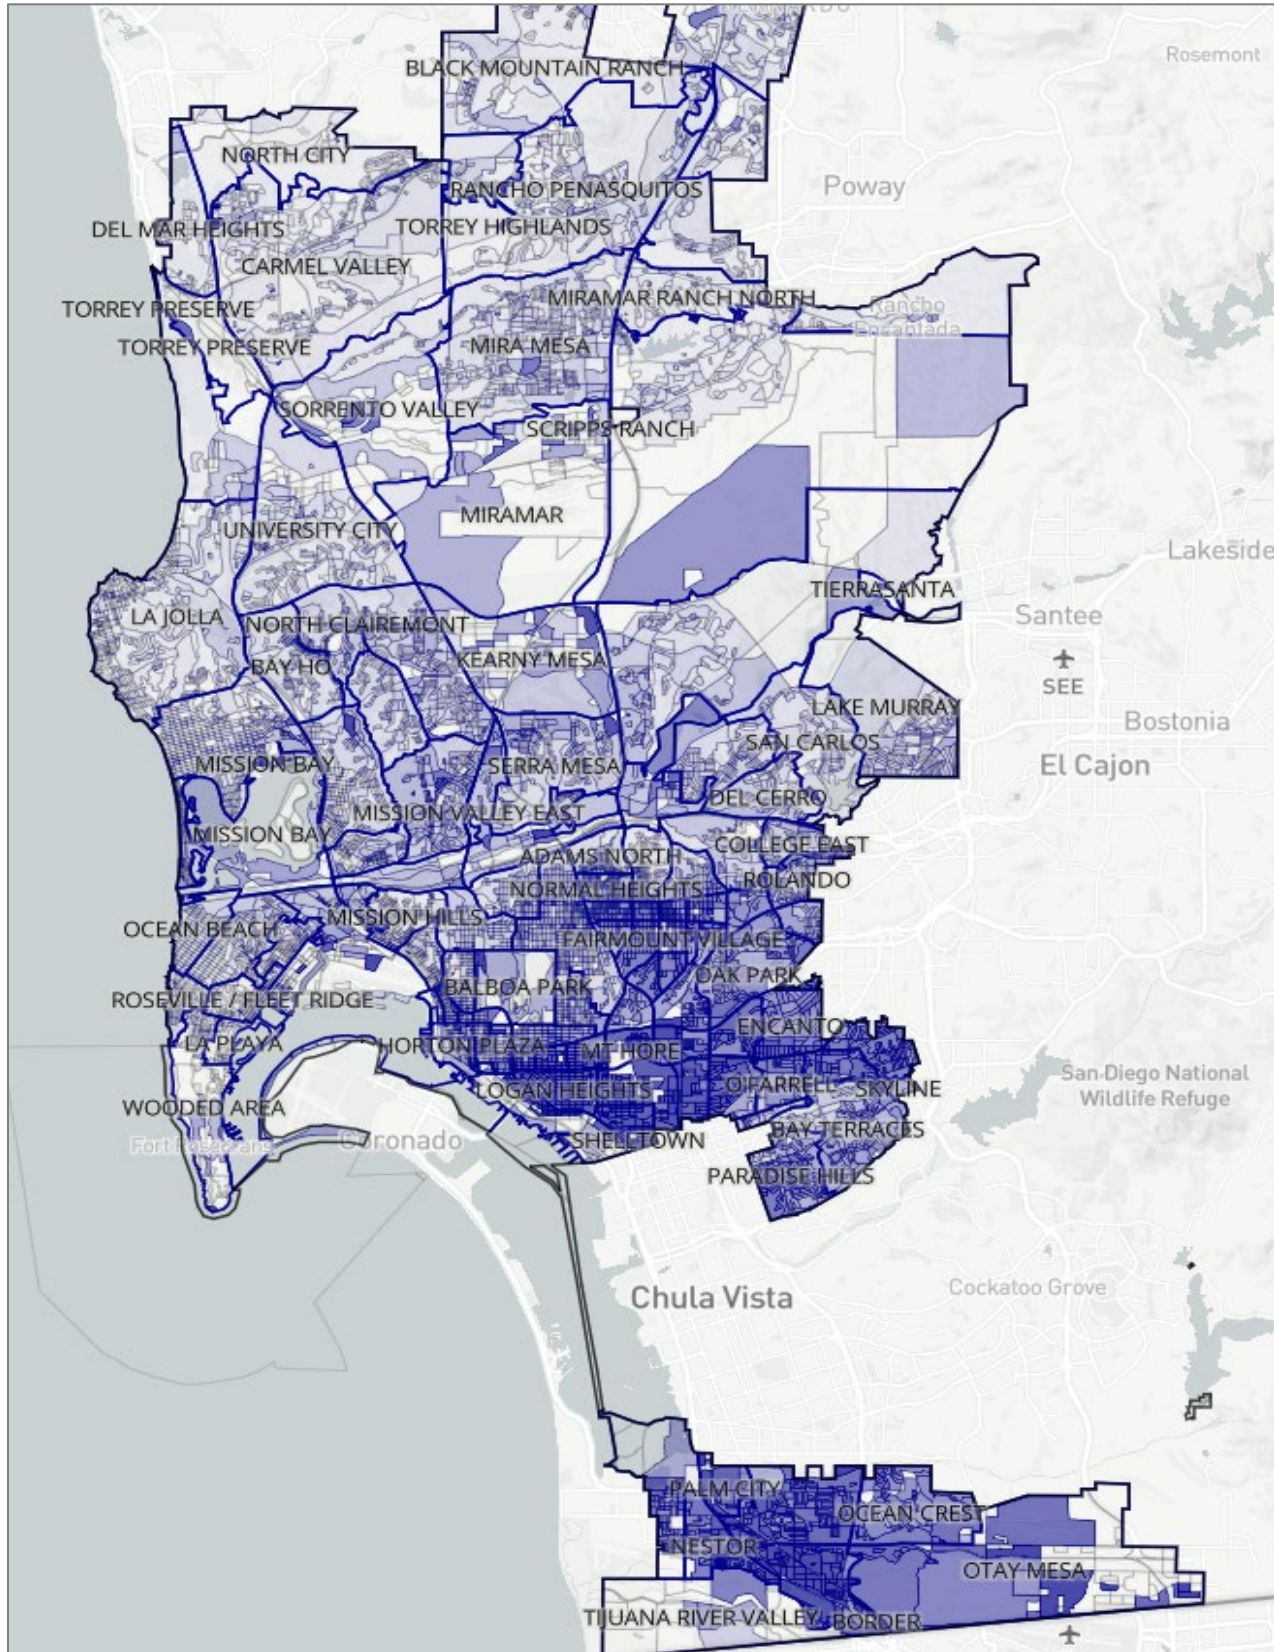 Rosemont
BLACK MOUNTAIN RANCH
NORTH CITY
Poway
RANCHO PENASQUITOS
DEL MAR HEIGHTS
TORREY HIGHLANDS
CARMEL VALLEY
MIRAMAR RANCH NORTH
Rancho
Encantada
TORREY PRESERVE
TORREY PRESERVE
MIRA MESA
SORRENTO VALLEY
SCRIPPS RANCH
MIRAMAR
UNIVERSITY CITY
Lakeside
TIERRASANTA
LA JOLLA
NORTH CLAIREMONT
Santee
BAY HO
KEARNY MESA
SEE
LAKE MURRAY
Bostonia
SAN CARLOS
MISSION BAY
SERRA MESA
El Cajon
DEL CERRO
MISSION VALLEY EAST
MISSION BAY
COLLEGE EAST
ADAMS NORTH
ROLANDO
NORMAL HEIGHTS
MISSION HILLS
OCEAN BEACH
FAIRMOUNT VILLAGE
OAK PARK
BALBOA PARK
ROSEVILLE / FLEET RIDGE
ENCANTO
LA PLAYA
HORTON PLAZA
MT HORE
San Diego National
Wildlife Refuge
LOGAN HEIGHTS
O'FARRELL
SKYLINE
WOODED AREA
BAY TERRACES
Coronado
SHELLTOWN
PARADISE HILLS
Cockatoo Grove
Chula Vista
PALM CITY
OCEAN CREST
NESTOR
OTAY MESA
TIJUANA RIVER VALLEY
BORDER